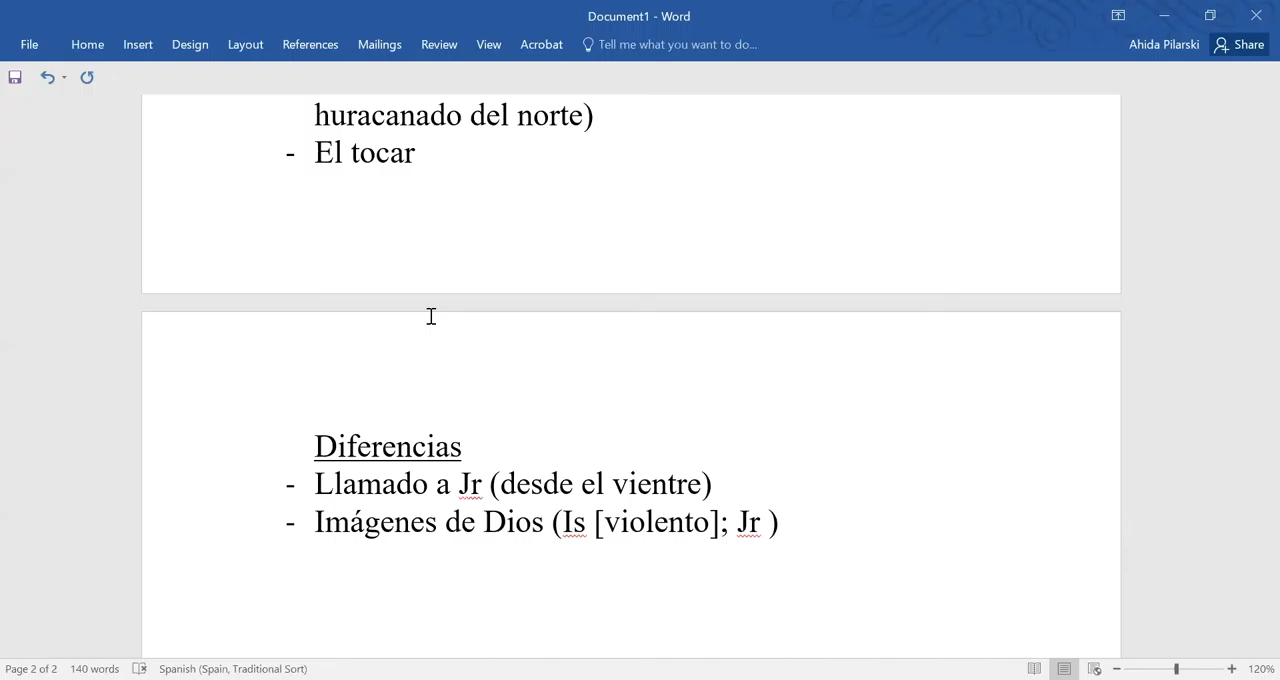 Document1 - Word
File Home Insert Design Layout References Mailings Review View Acrobat Tell me what you want to do... Ahida Pilarski Share
huracanado del norte)
- El tocar
Diferencias
- Llamado a Jr (desde el vientre)
- Imágenes de Dios (Is [violento]; Jr )
Page 2 of 2 140 words Spanish (Spain, Traditional Sort) 120%